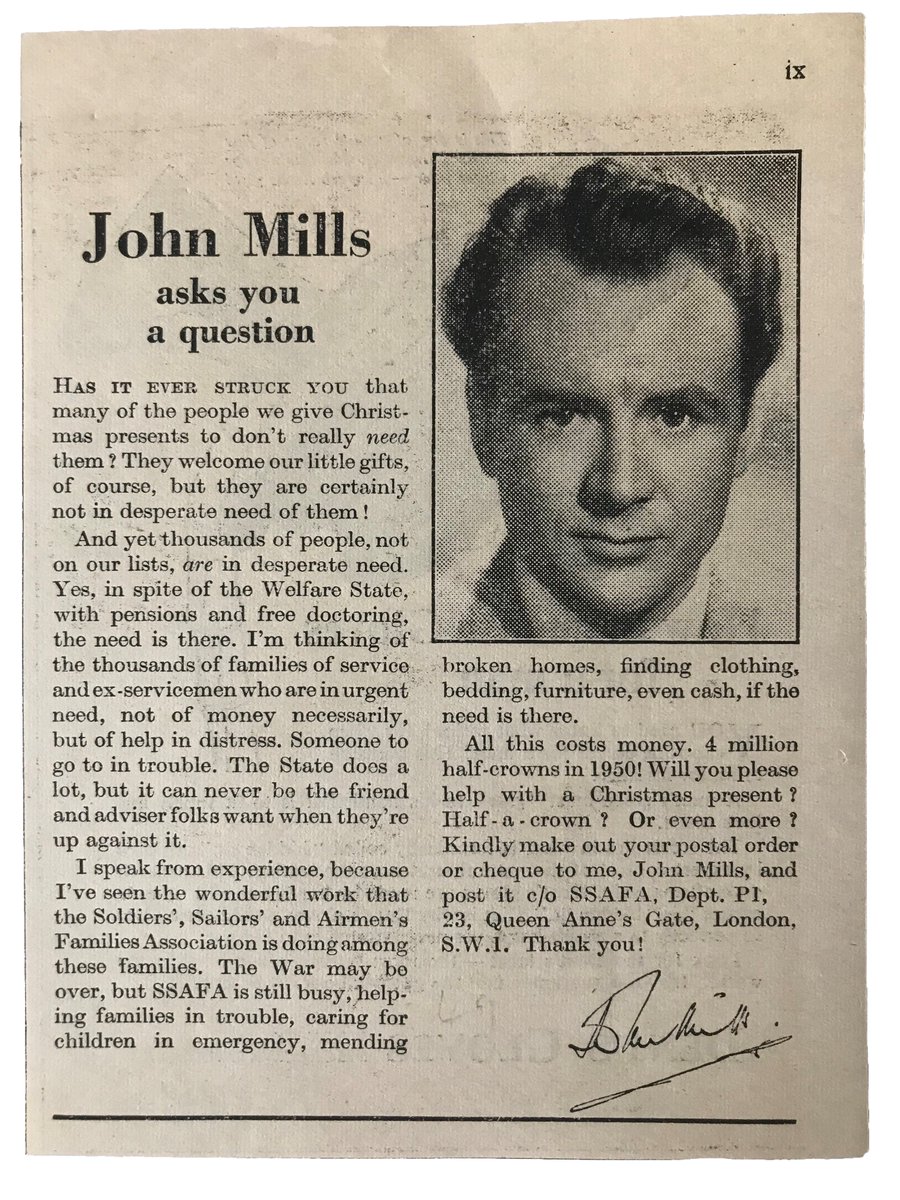 ix
John Mills
asks you
a question
HAS IT EVER STRUCK YOU that
many of the people we give Christ-
mas presents to don't really need
them? They welcome our little gifts,
of course, but they are certainly
not in desperate need of them!
And yet thousands of people, not
on our lists, are in desperate need.
Yes, in spite of the Welfare State,
with pensions and free doctoring,
the need is there. I'm thinking of
the thousands of families of service
and ex-servicemen who are in urgent
need, not of money necessarily,
but of help in distress. Someone to
go to in trouble. The State does a
lot, but it can never be the friend
and adviser folks want when they're
up against it.
I speak from experience, because
I've seen the wonderful work that
the Soldiers', Sailors' and Airmen's
Families Association is doing among
these families. The War may be
over, but SSAFA is still busy, help-
ing families in trouble, caring for
children in emergency, mending
broken homes, finding clothing,
bedding, furniture, even cash, if the
need is there.
All this costs money. 4 million
half-crowns in 1950! Will you please
help with a Christmas present?
Half-a-crown? Or even more?
Kindly make out your postal order
or cheque to me, John Mills, and
post it c/o SSAFA, Dept. P1,
23, Queen Anne's Gate, London,
S.W.1. Thank you!
John Mills.